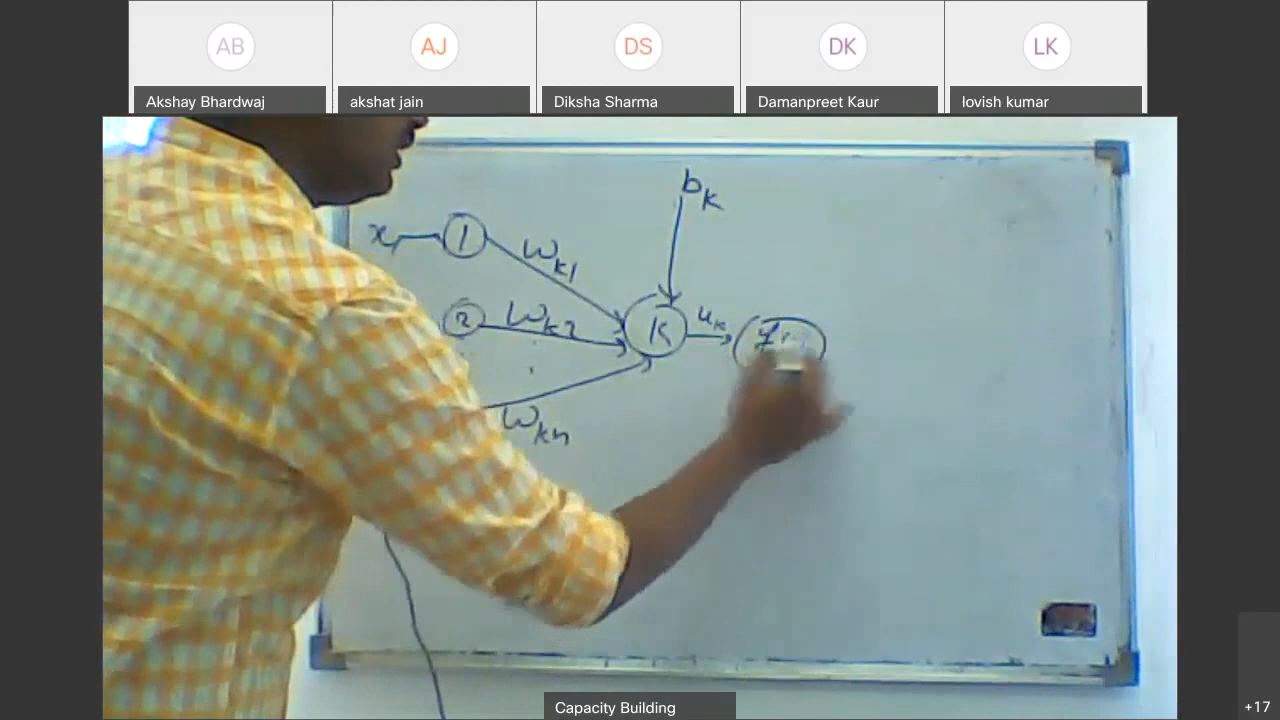 AB
AJ
DS
DK
LK
Akshay Bhardwaj
akshat jain
Diksha Sharma
Damanpreet Kaur
lovish kumar
bK
x1
1
WK1
2
WK2
K
uK
WKn
Capacity Building
+17